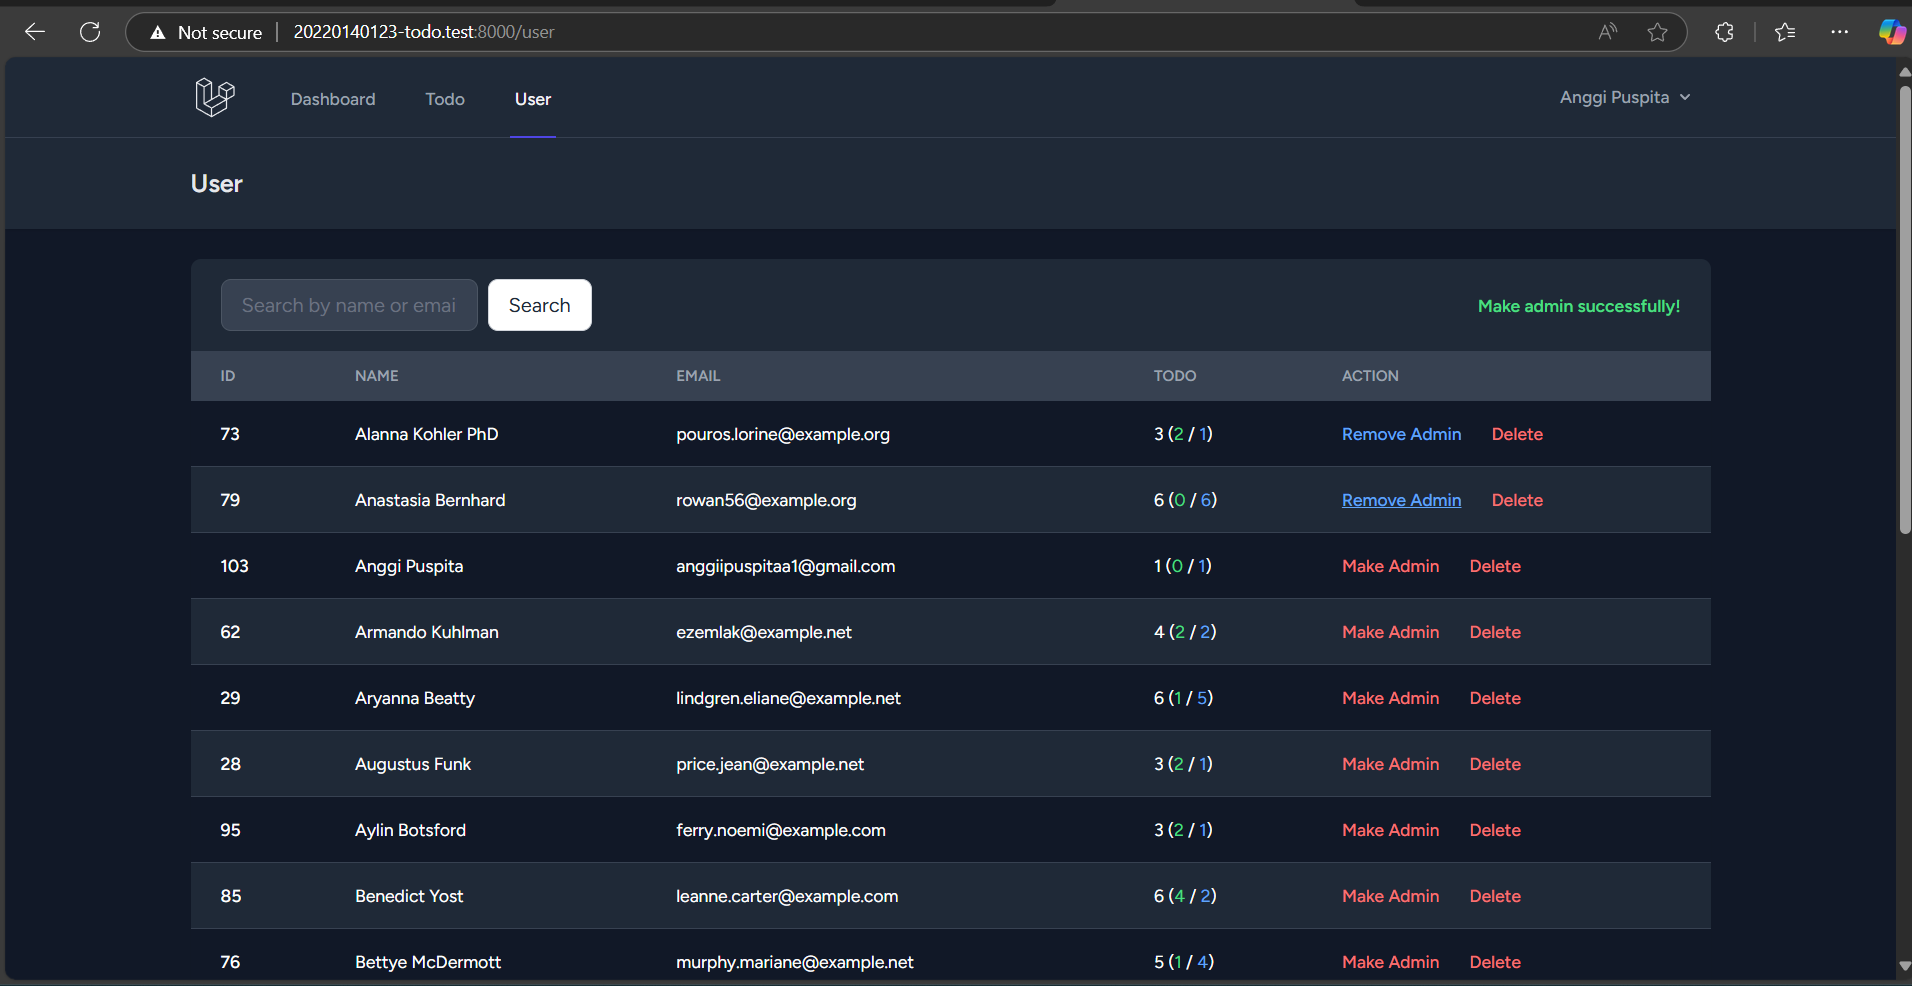 Not secure 20220140123-todo.test:8000/user
Dashboard Todo User Anggi Puspita
User
Search by name or emai Search Make admin successfully!
ID NAME EMAIL TODO ACTION
73 Alanna Kohler PhD pouros.lorine@example.org 3 (2 / 1) Remove Admin Delete
79 Anastasia Bernhard rowan56@example.org 6 (0 / 6) Remove Admin Delete
103 Anggi Puspita anggiipuspitaa1@gmail.com 1 (0 / 1) Make Admin Delete
62 Armando Kuhlman ezemlak@example.net 4 (2 / 2) Make Admin Delete
29 Aryanna Beatty lindgren.eliane@example.net 6 (1 / 5) Make Admin Delete
28 Augustus Funk price.jean@example.net 3 (2 / 1) Make Admin Delete
95 Aylin Botsford ferry.noemi@example.com 3 (2 / 1) Make Admin Delete
85 Benedict Yost leanne.carter@example.com 6 (4 / 2) Make Admin Delete
76 Bettye McDermott murphy.mariane@example.net 5 (1 / 4) Make Admin Delete